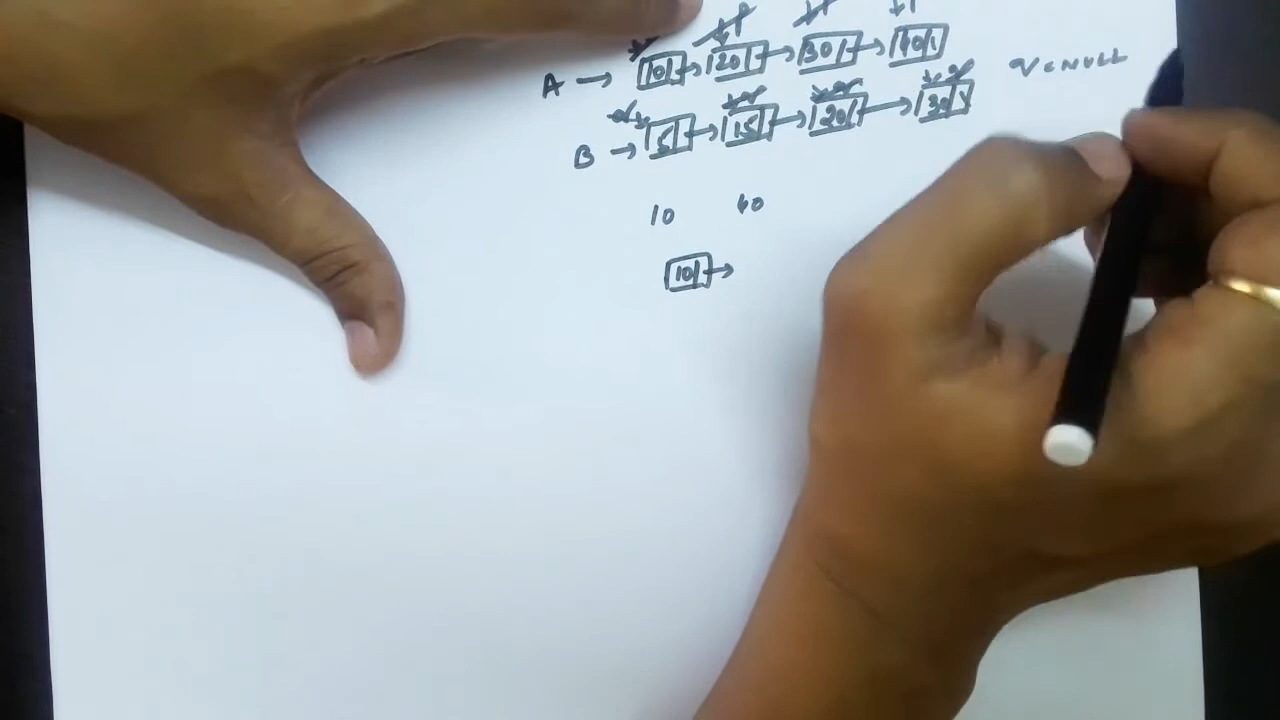 A → 10 → 20 → 30 → 40
B → 5 → 15 → 20 → 30 q=NULL
10 40
10 →